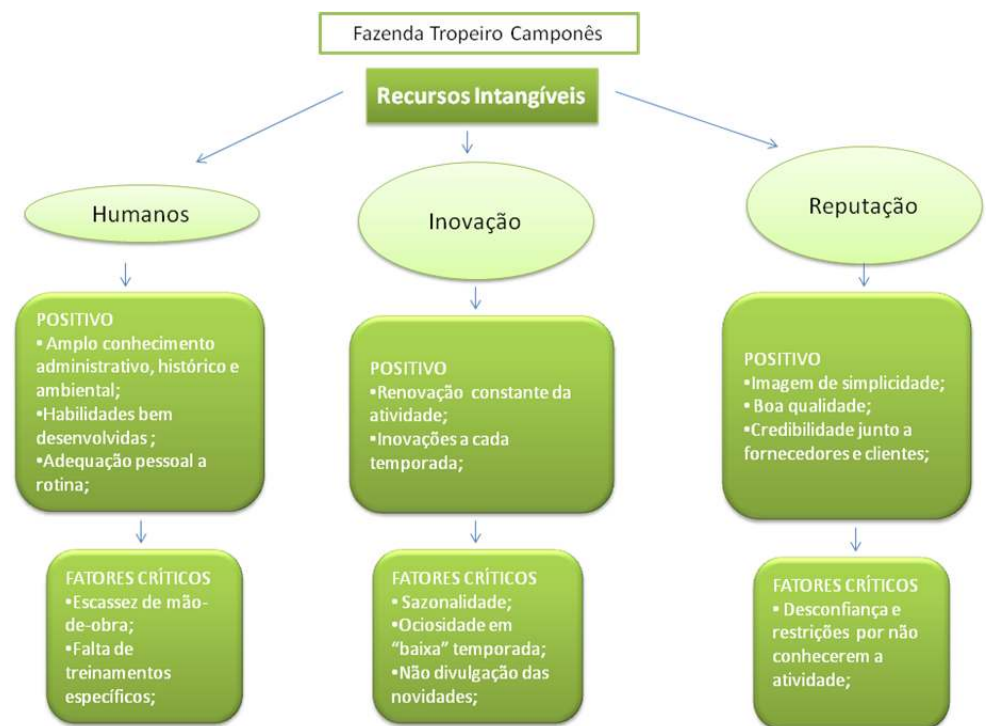 Fazenda Tropeiro Camponês
Recursos Intangíveis
Humanos
Inovação
Reputação
POSITIVO
▪ Amplo conhecimento
administrativo, histórico e
ambiental;
▪Habilidades bem
desenvolvidas ;
▪Adequação pessoal a
rotina;
POSITIVO
▪Renovação constante da
atividade;
▪Inovações a cada
temporada;
POSITIVO
▪Imagem de simplicidade;
▪ Boa qualidade;
▪Credibilidade junto a
fornecedores e clientes;
FATORES CRÍTICOS
▪Escassez de mão-
de-obra;
▪Falta de
treinamentos
específicos;
FATORES CRÍTICOS
▪ Sazonalidade;
▪Ociosidade em
“baixa” temporada;
▪Não divulgação das
novidades;
FATORES CRÍTICOS
▪ Desconfiança e
restrições por não
conhecerem a
atividade;